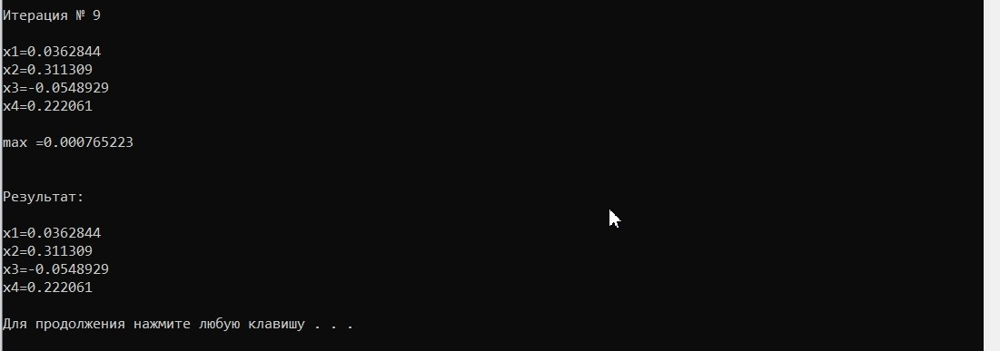 Итерация № 9
x1=0.0362844
x2=0.311309
x3=-0.0548929
x4=0.222061
max =0.000765223
Результат:
x1=0.0362844
x2=0.311309
x3=-0.0548929
x4=0.222061
Для продолжения нажмите любую клавишу . . .